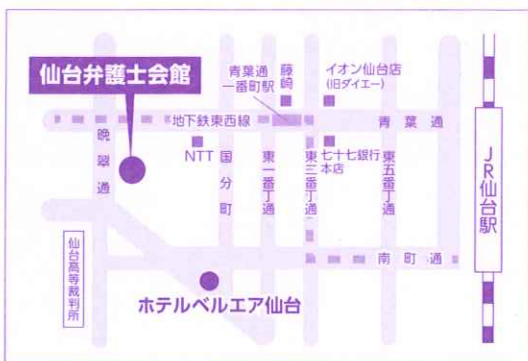 仙台弁護士会館
青葉通
一番町駅
藤崎
イオン仙台店
(旧ダイエー)
地下鉄東西線
青葉通
晩翠通
NTT
国分町
東一番丁通
東三番丁通
七十七銀行
本店
東五番丁通
JR仙台駅
南町通
仙台高等裁判所
ホテルベルエア仙台